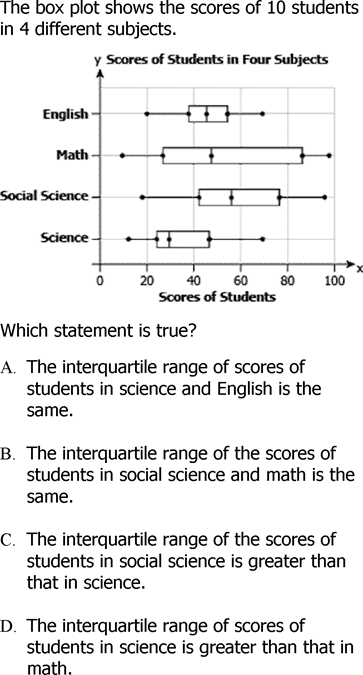 The box plot shows the scores of 10 students
in 4 different subjects.
y Scores of Students in Four Subjects
English
Math
Social Science
Science
0 20 40 60 80 100 x
Scores of Students
Which statement is true?
A. The interquartile range of scores of
students in science and English is the
same.
B. The interquartile range of the scores of
students in social science and math is the
same.
C. The interquartile range of the scores of
students in social science is greater than
that in science.
D. The interquartile range of scores of
students in science is greater than that in
math.